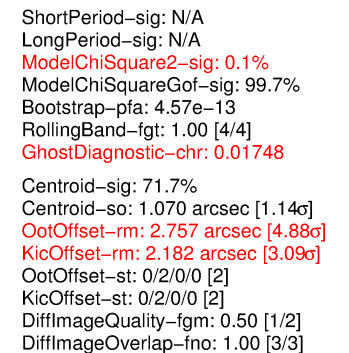 ShortPeriod−sig: N/A
LongPeriod−sig: N/A
ModelChiSquare2−sig: 0.1%
ModelChiSquareGof−sig: 99.7%
Bootstrap−pfa: 4.57e−13
RollingBand−fgt: 1.00 [4/4]
GhostDiagnostic−chr: 0.01748
Centroid−sig: 71.7%
Centroid−so: 1.070 arcsec [1.14σ]
OotOffset−rm: 2.757 arcsec [4.88σ]
KicOffset−rm: 2.182 arcsec [3.09σ]
OotOffset−st: 0/2/0/0 [2]
KicOffset−st: 0/2/0/0 [2]
DiffImageQuality−fgm: 0.50 [1/2]
DiffImageOverlap−fno: 1.00 [3/3]